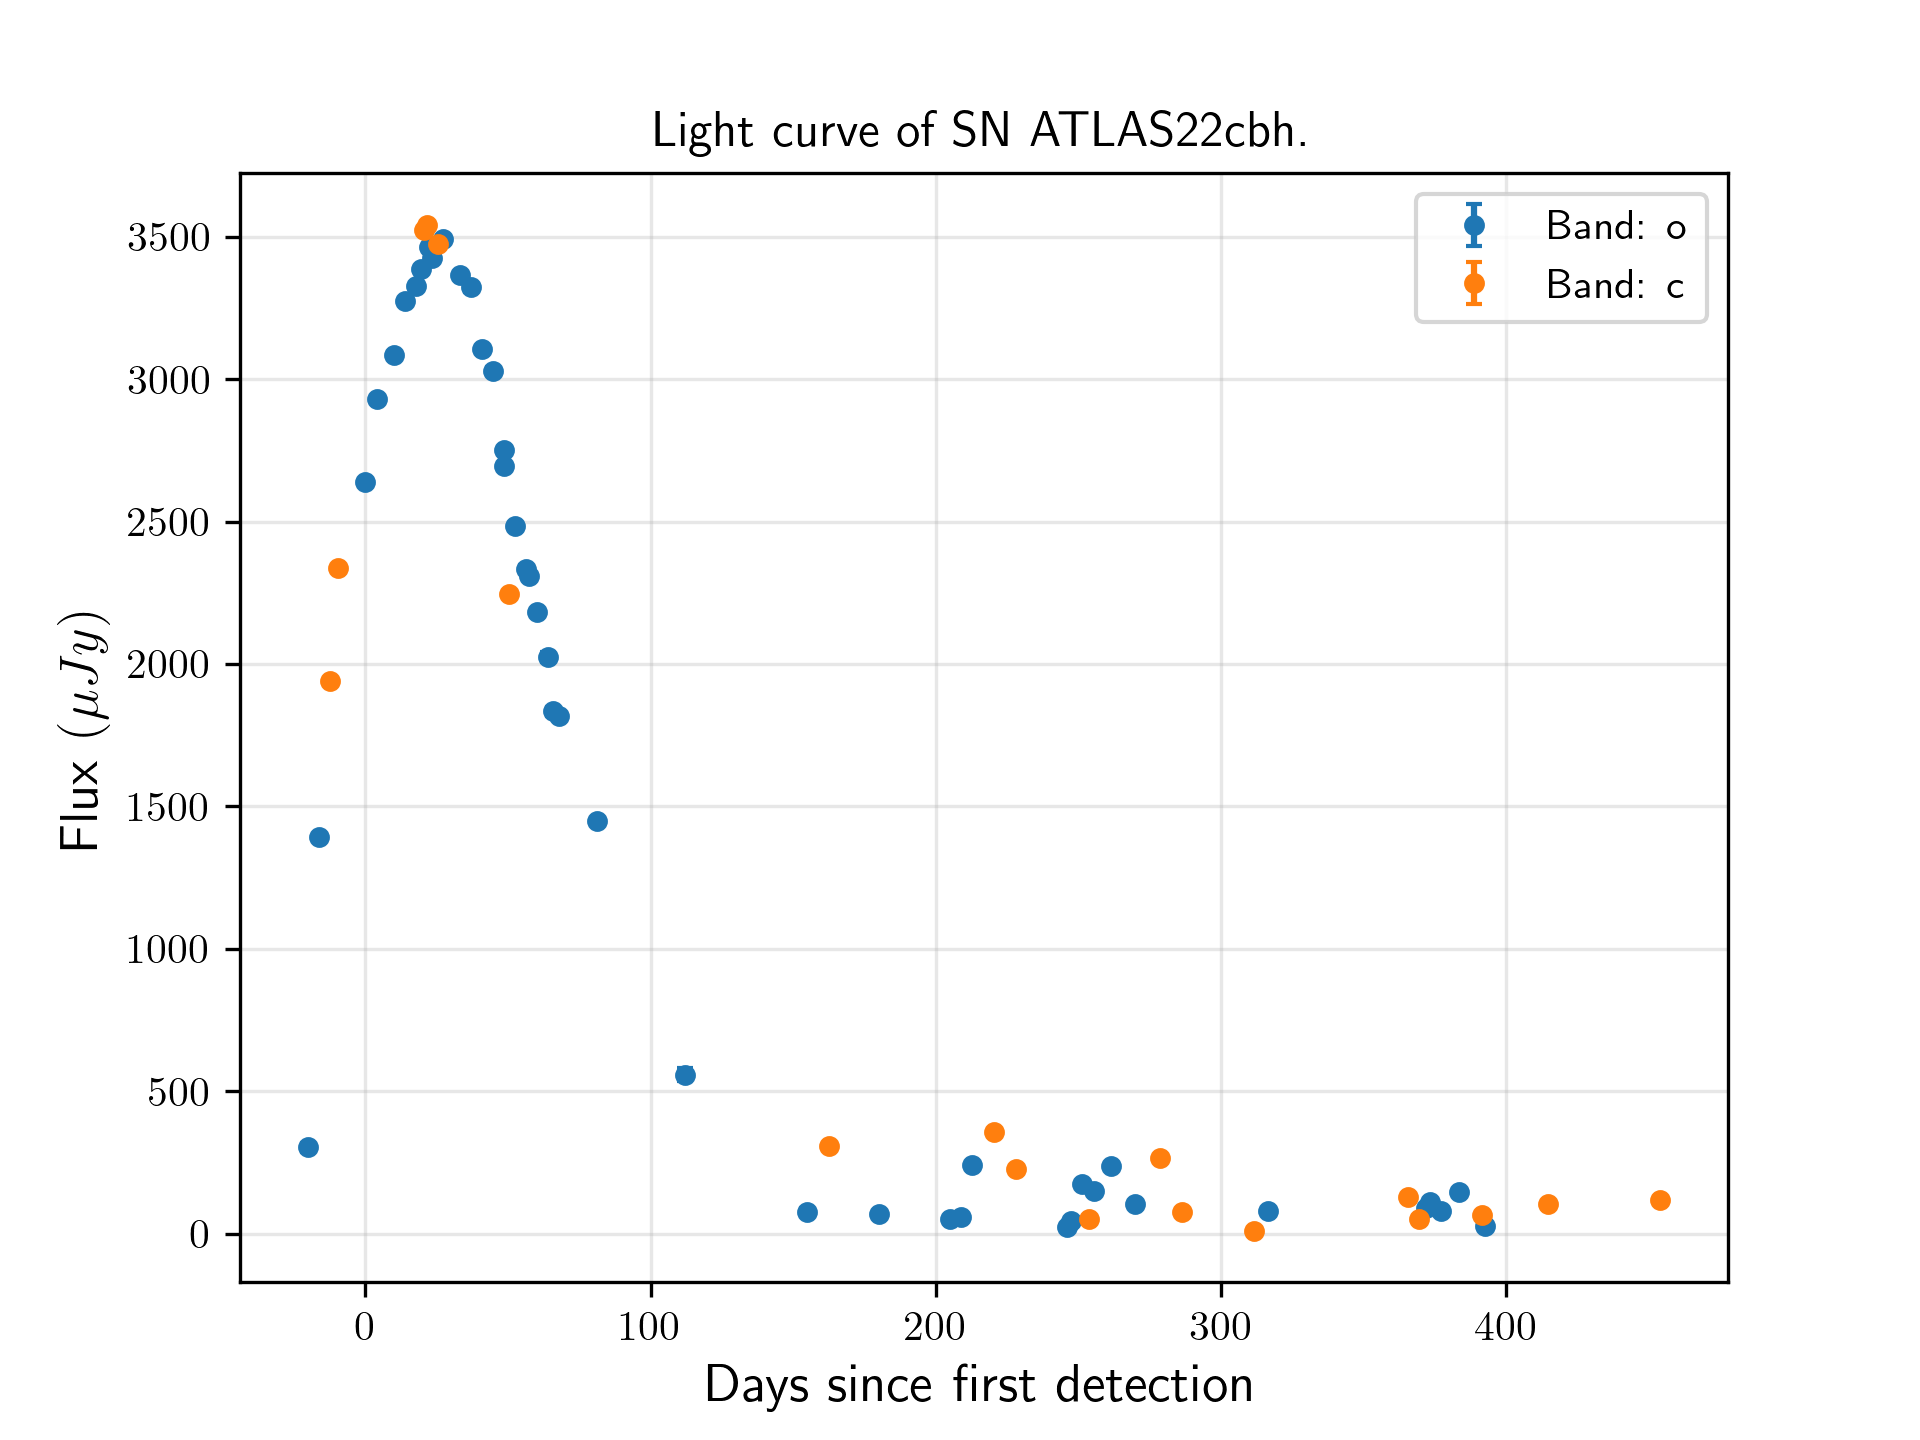 Light curve of SN ATLAS22cbh.
Band: o
Band: c
3500
3000
2500
2000
1500
1000
500
0
Flux (μJy)
0 100 200 300 400
Days since first detection